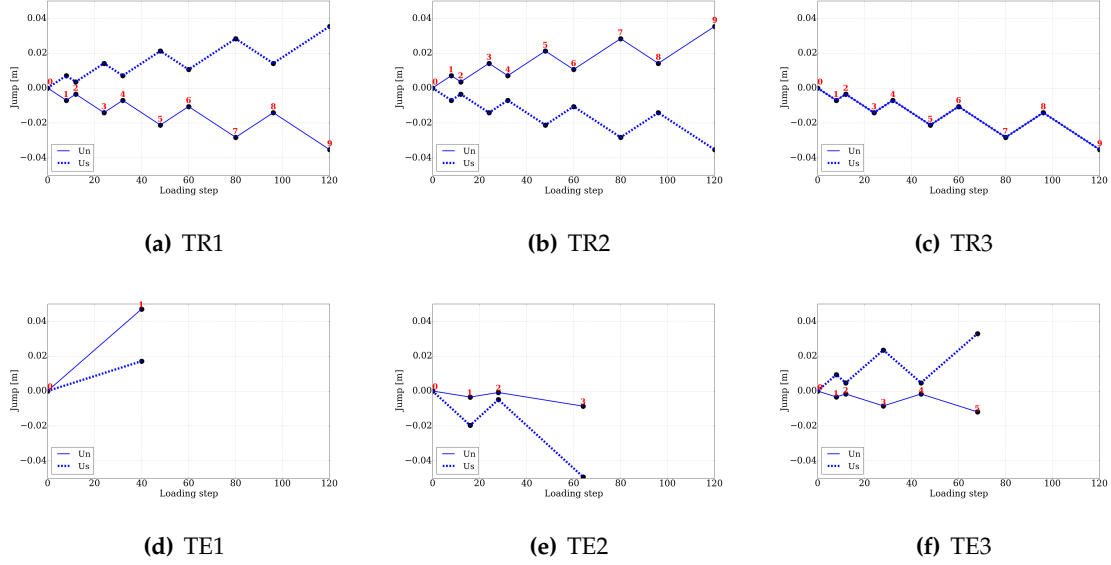 0.04
0.02
0.00
−0.02
−0.04
Jump [m]
0 1 2 3 4 5 6 7 8 9
Un
Us
0 20 40 60 80 100 120
Loading step
(a) TR1
0.04
0.02
0.00
−0.02
−0.04
Jump [m]
0 1 2 3 4 5 6 7 8 9
Un
Us
0 20 40 60 80 100 120
Loading step
(b) TR2
0.04
0.02
0.00
−0.02
−0.04
Jump [m]
0 1 2 3 4 5 6 7 8 9
Un
Us
0 20 40 60 80 100 120
Loading step
(c) TR3
0.04
0.02
0.00
−0.02
−0.04
Jump [m]
0 1
Un
Us
0 20 40 60 80 100 120
Loading step
(d) TE1
0.04
0.02
0.00
−0.02
−0.04
Jump [m]
0 1 2 3
Un
Us
0 20 40 60 80 100 120
Loading step
(e) TE2
0.04
0.02
0.00
−0.02
−0.04
Jump [m]
0 1 2 3 4 5
Un
Us
0 20 40 60 80 100 120
Loading step
(f) TE3